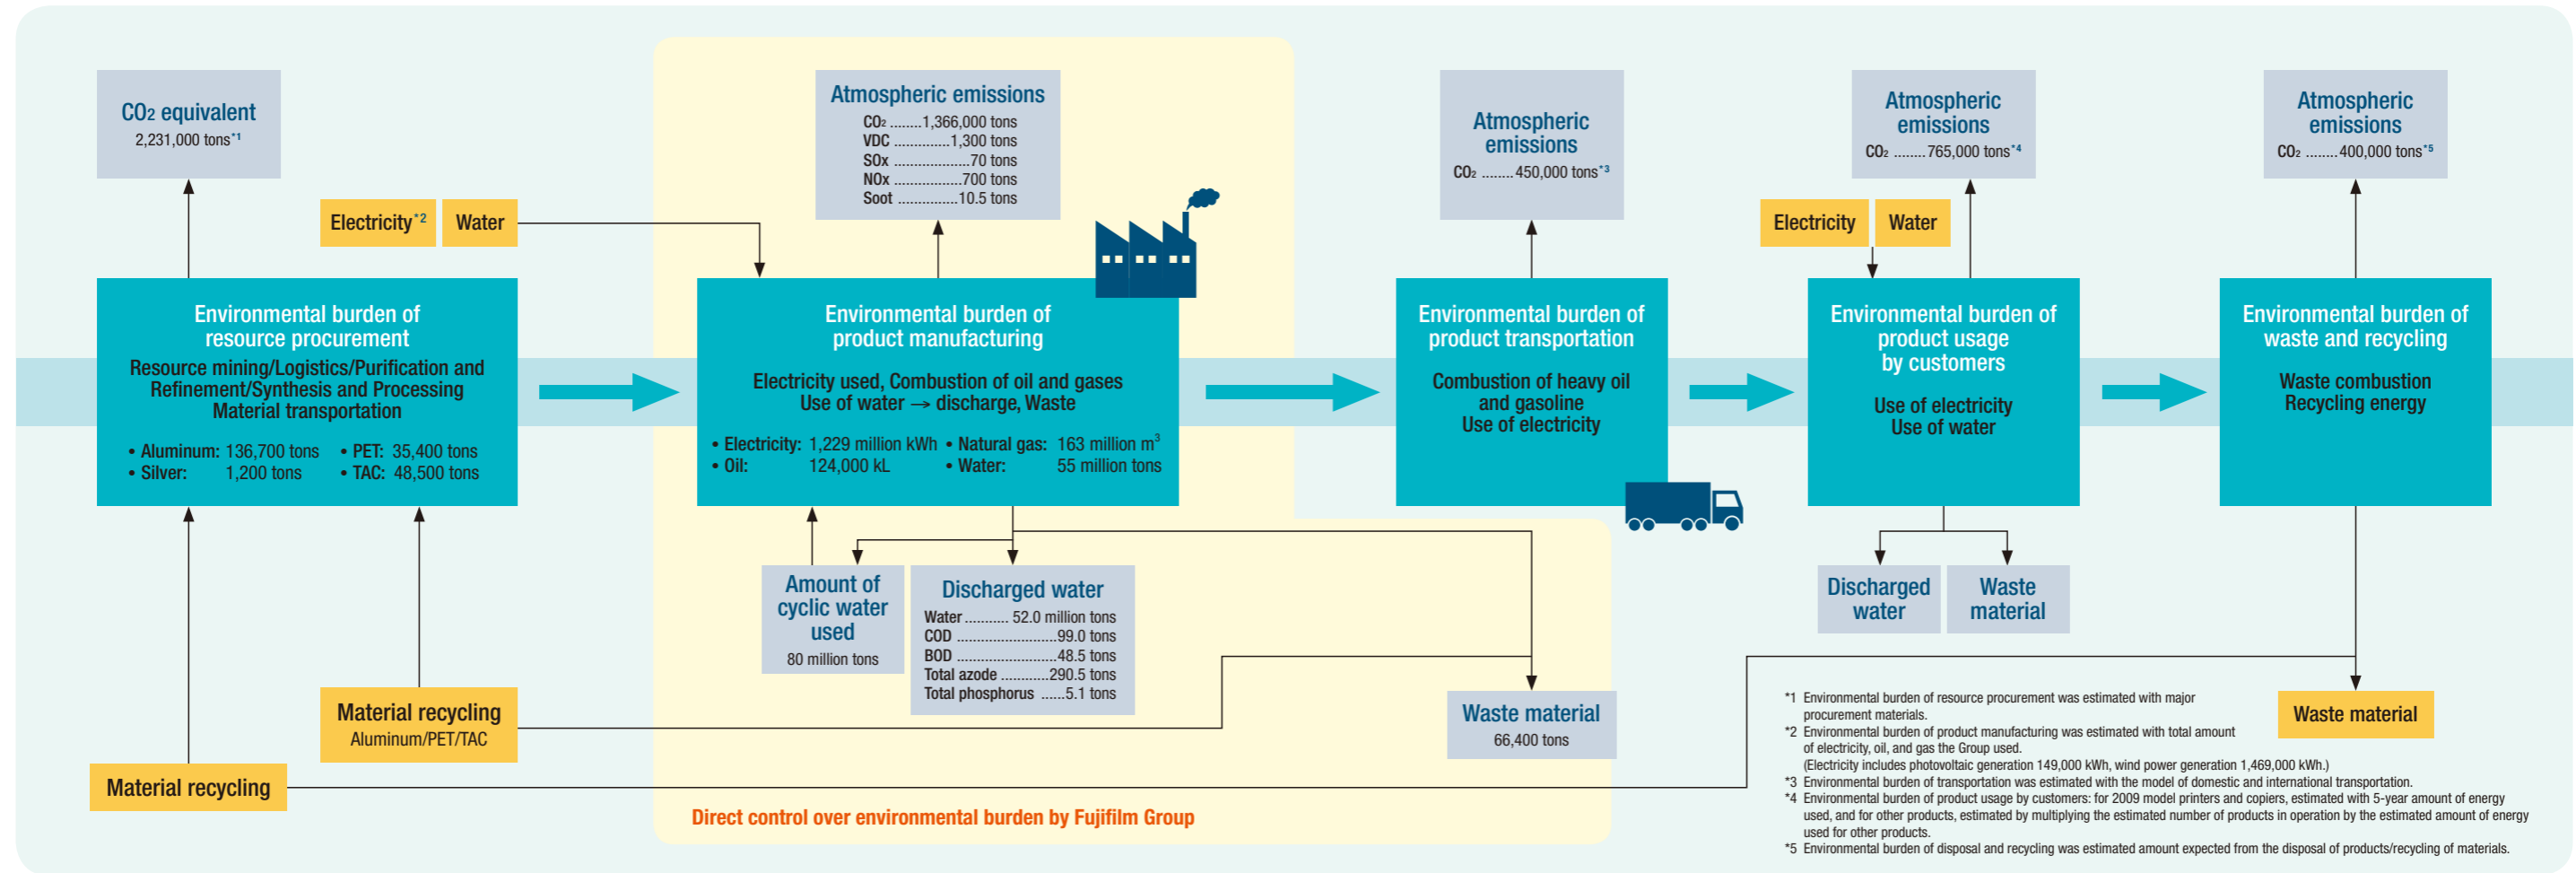 CO2 equivalent
2,231,000 tons*1
Electricity*2
Water
Environmental burden of
resource procurement
Resource mining/Logistics/Purification and
Refinement/Synthesis and Processing
Material transportation
• Aluminum: 136,700 tons • PET: 35,400 tons
• Silver: 1,200 tons • TAC: 48,500 tons
Material recycling
Aluminum/PET/TAC
Material recycling
Atmospheric emissions
CO2 ........1,366,000 tons
VDC ..............1,300 tons
SOx ...................70 tons
NOx .................700 tons
Soot ...............10.5 tons
Environmental burden of
product manufacturing
Electricity used, Combustion of oil and gases
Use of water → discharge, Waste
• Electricity: 1,229 million kWh • Natural gas: 163 million m3
• Oil: 124,000 kL • Water: 55 million tons
Amount of
cyclic water
used
80 million tons
Discharged water
Water ........... 52.0 million tons
COD .........................99.0 tons
BOD .........................48.5 tons
Total azode ............290.5 tons
Total phosphorus ......5.1 tons
Waste material
66,400 tons
Direct control over environmental burden by Fujifilm Group
Atmospheric
emissions
CO2 ........450,000 tons*3
Environmental burden of
product transportation
Combustion of heavy oil
and gasoline
Use of electricity
Atmospheric
emissions
CO2 ........765,000 tons*4
Electricity
Water
Environmental burden of
product usage
by customers
Use of electricity
Use of water
Discharged
water
Waste
material
Atmospheric
emissions
CO2 ........400,000 tons*5
Environmental burden of
waste and recycling
Waste combustion
Recycling energy
Waste material
*1 Environmental burden of resource procurement was estimated with major
procurement materials.
*2 Environmental burden of product manufacturing was estimated with total amount
of electricity, oil, and gas the Group used.
(Electricity includes photovoltaic generation 149,000 kWh, wind power generation 1,469,000 kWh.)
*3 Environmental burden of transportation was estimated with the model of domestic and international transportation.
*4 Environmental burden of product usage by customers: for 2009 model printers and copiers, estimated with 5-year amount of energy
used, and for other products, estimated by multiplying the estimated number of products in operation by the estimated amount of energy
used for other products.
*5 Environmental burden of disposal and recycling was estimated amount expected from the disposal of products/recycling of materials.